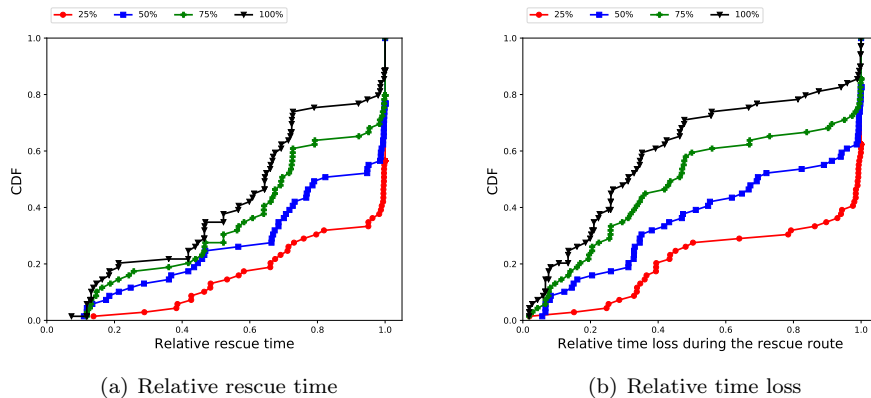 25% 50% 75% 100%
1.0
0.8
0.6
0.4
0.2
0.0
CDF
0.0 0.2 0.4 0.6 0.8 1.0
Relative rescue time
(a) Relative rescue time
25% 50% 75% 100%
1.0
0.8
0.6
0.4
0.2
0.0
CDF
0.0 0.2 0.4 0.6 0.8 1.0
Relative time loss during the rescue route
(b) Relative time loss